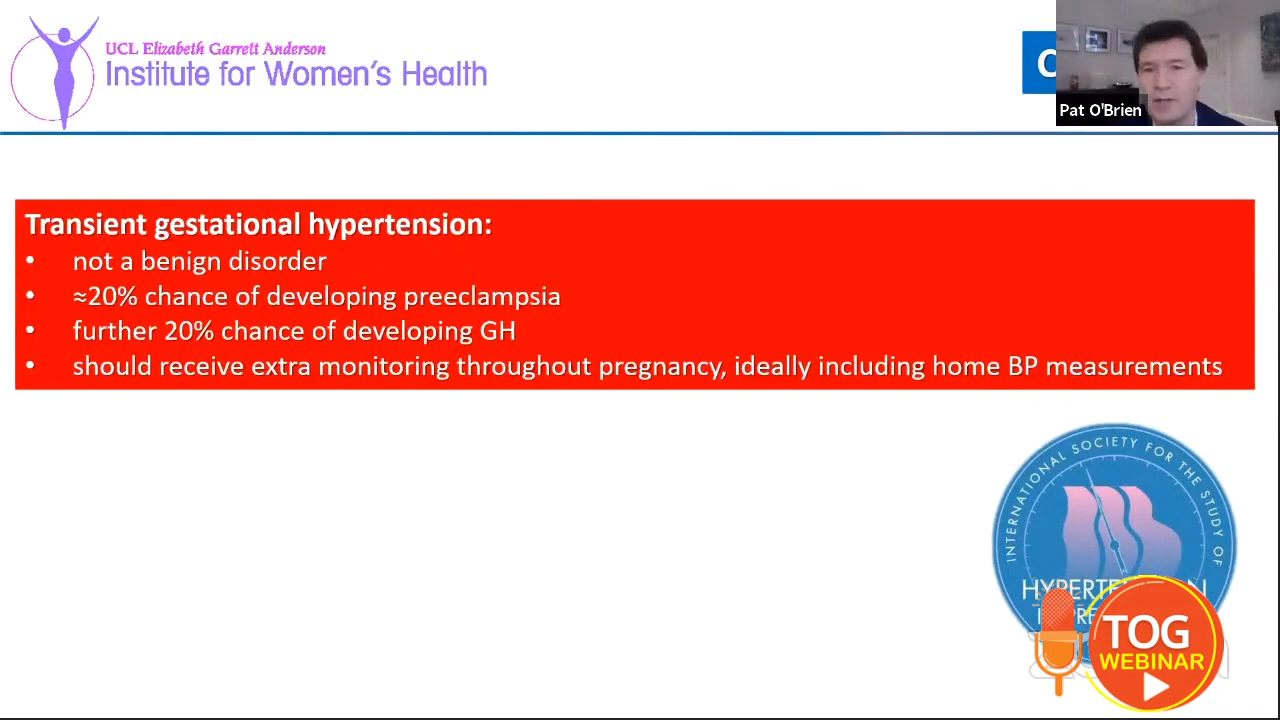 UCL Elizabeth Garrett Anderson
Institute for Women's Health
Pat O'Brien
Transient gestational hypertension:
• not a benign disorder
• ≈20% chance of developing preeclampsia
• further 20% chance of developing GH
• should receive extra monitoring throughout pregnancy, ideally including home BP measurements
INTERNATIONAL SOCIETY FOR THE STUDY OF
TOG
WEBINAR